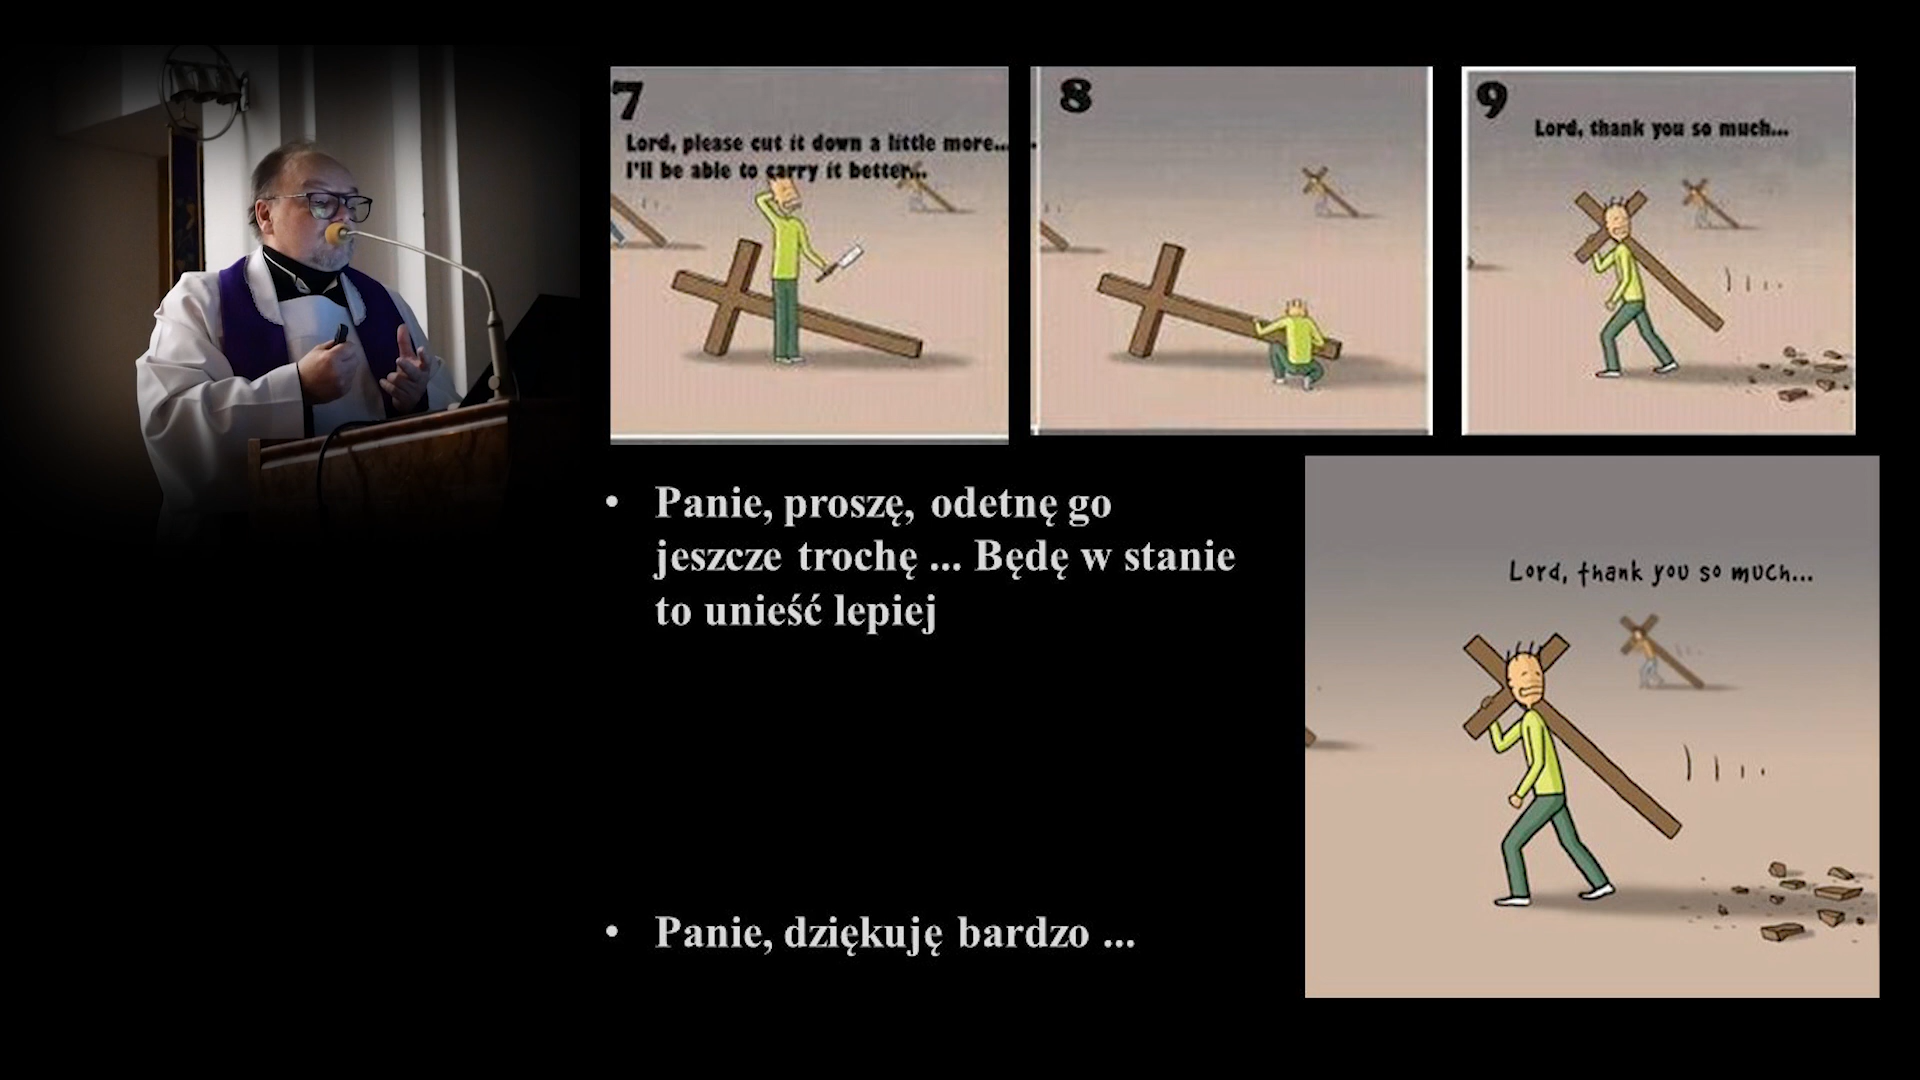 7
Lord, please cut it down a little more...
I'll be able to carry it better...
8
9
Lord, thank you so much...
• Panie, proszę, odetnę go
jeszcze trochę ... Będę w stanie
to unieść lepiej
Lord, thank you so much...
• Panie, dziękuję bardzo ...